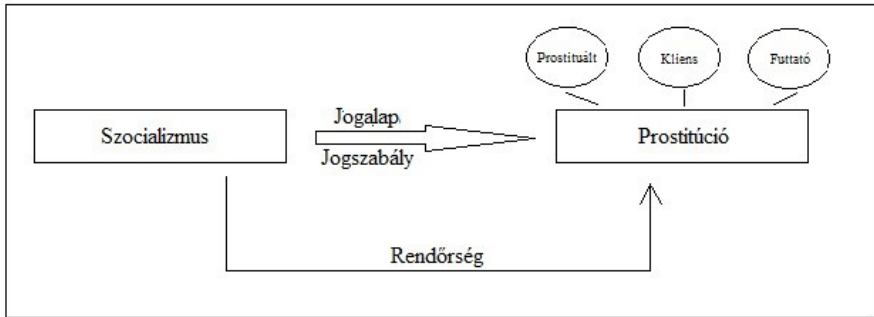 Prostituált
Kliens
Futtató
Jogalap
Szocializmus
Prostitúció
Jogszabály
Rendőrség